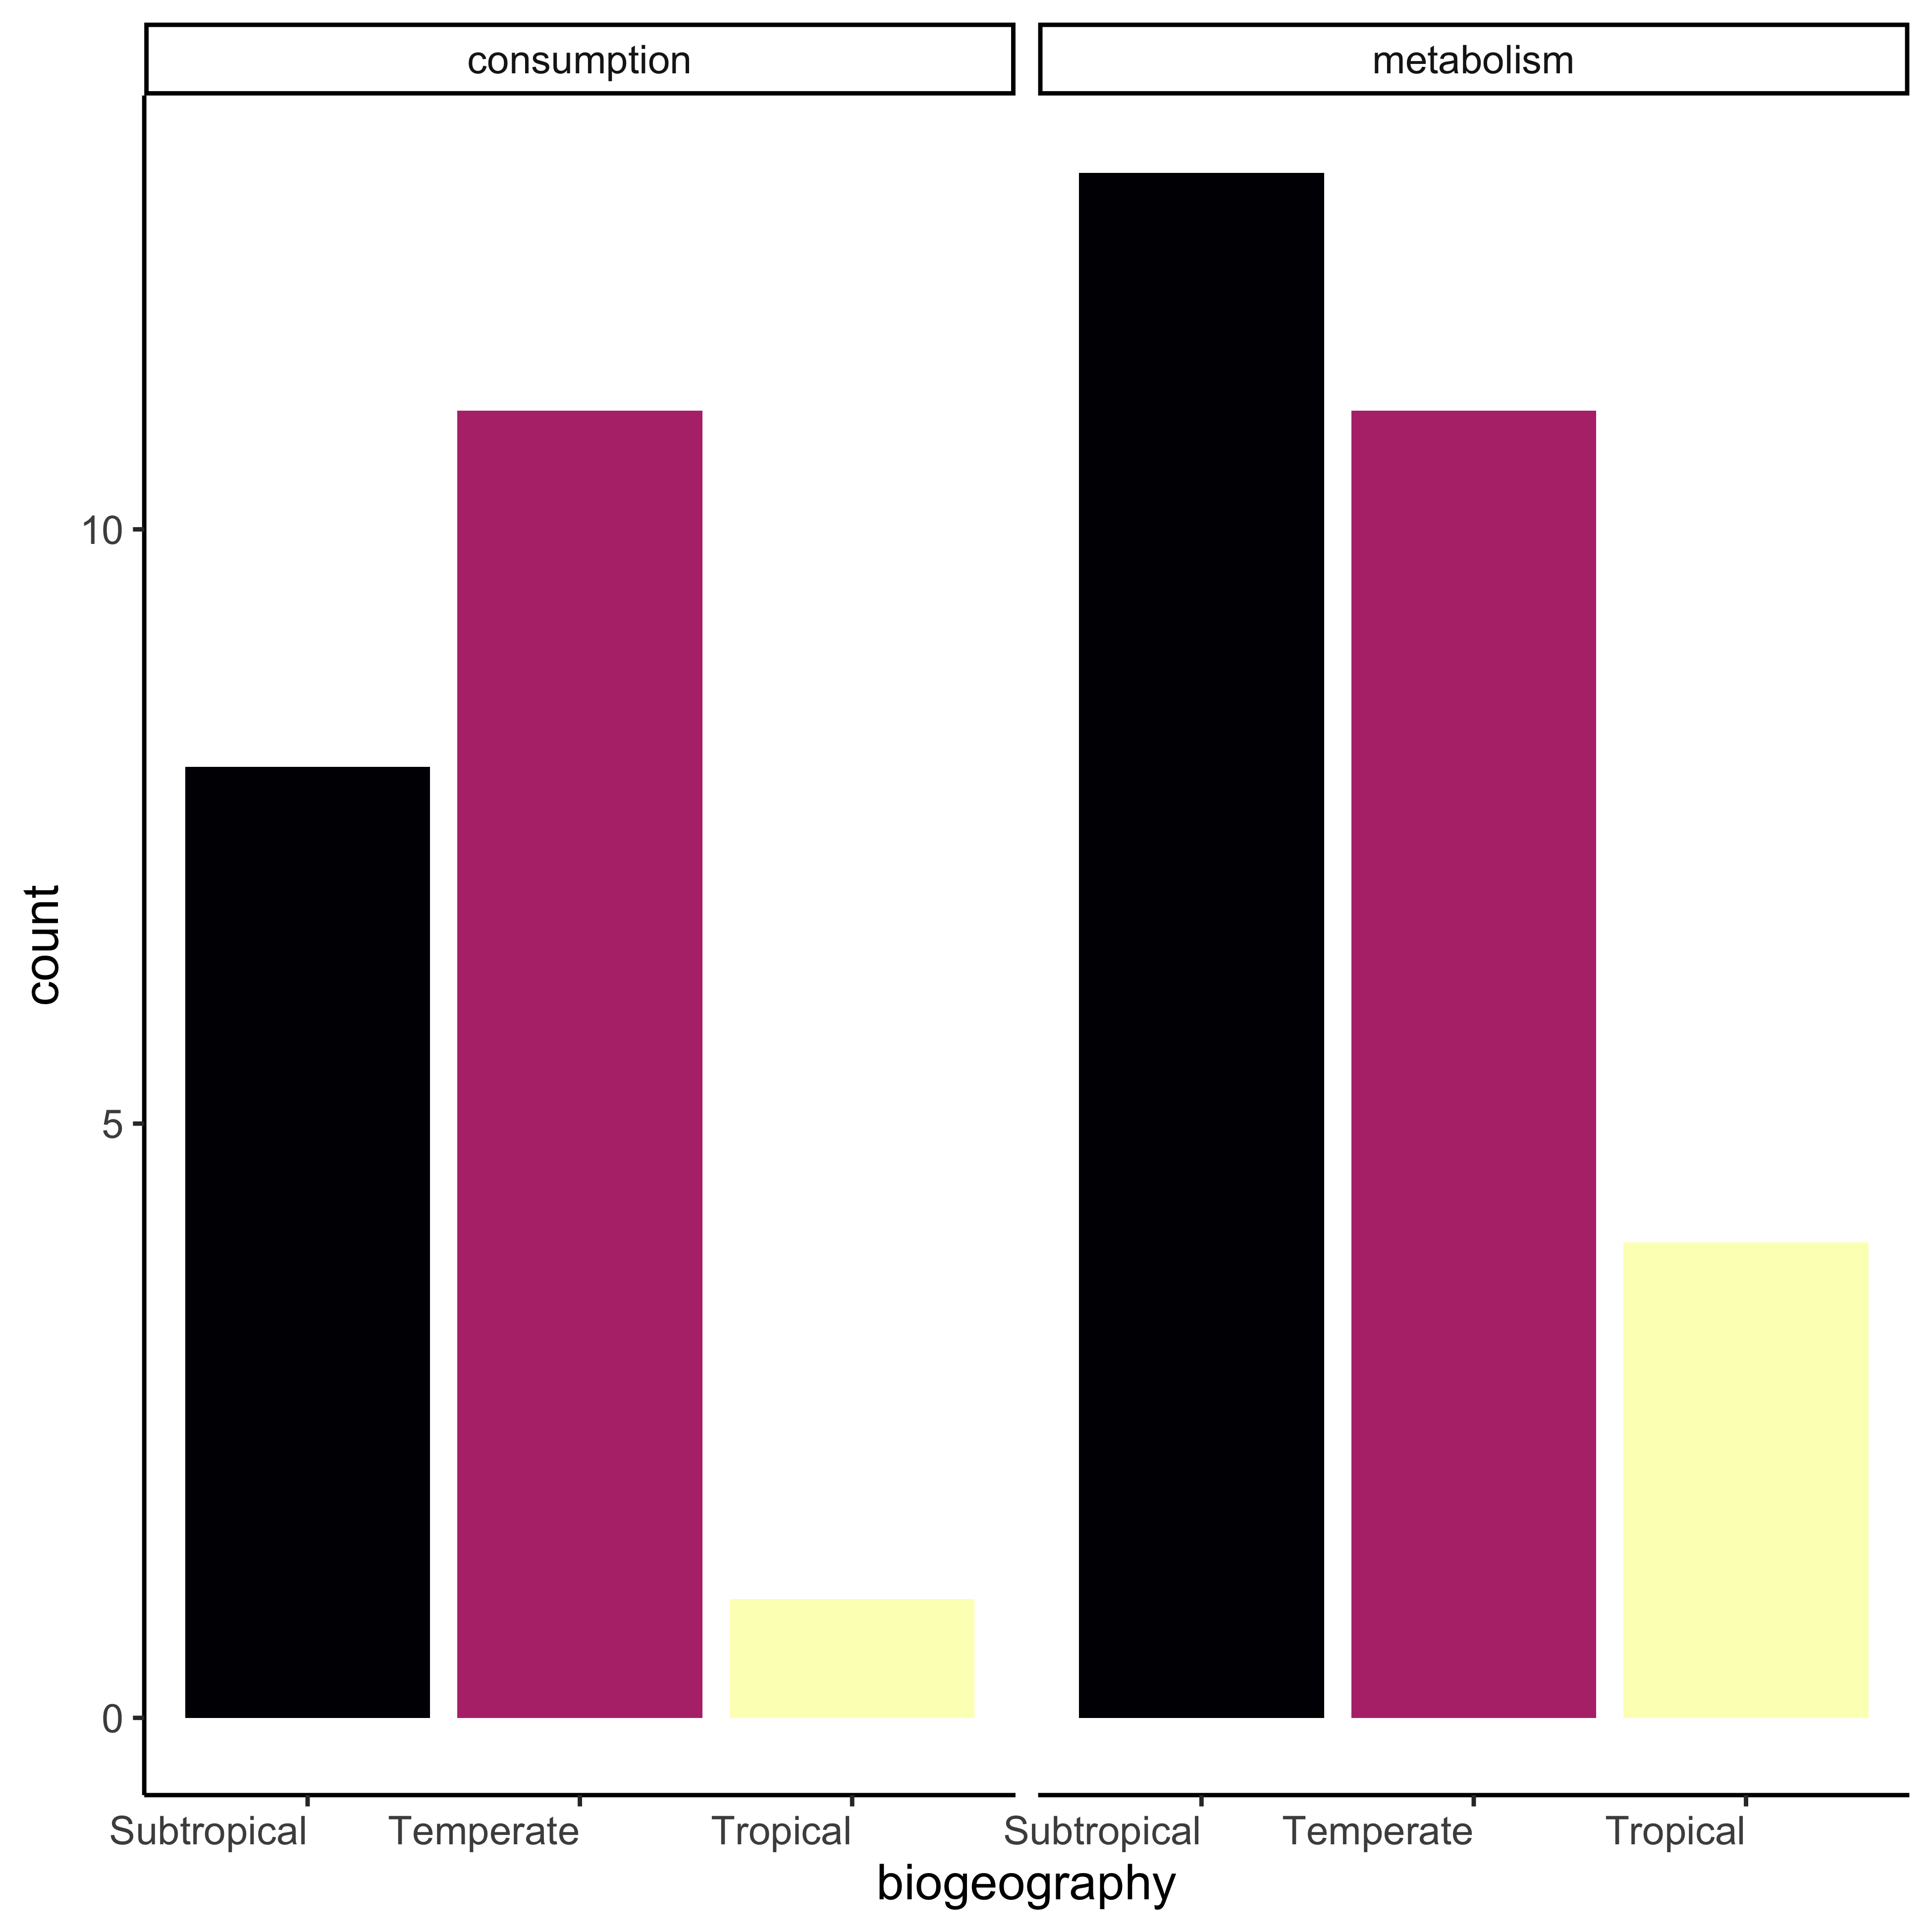 consumption metabolism
count
10
5
0
Subtropical Temperate Tropical Subtropical Temperate Tropical
biogeography